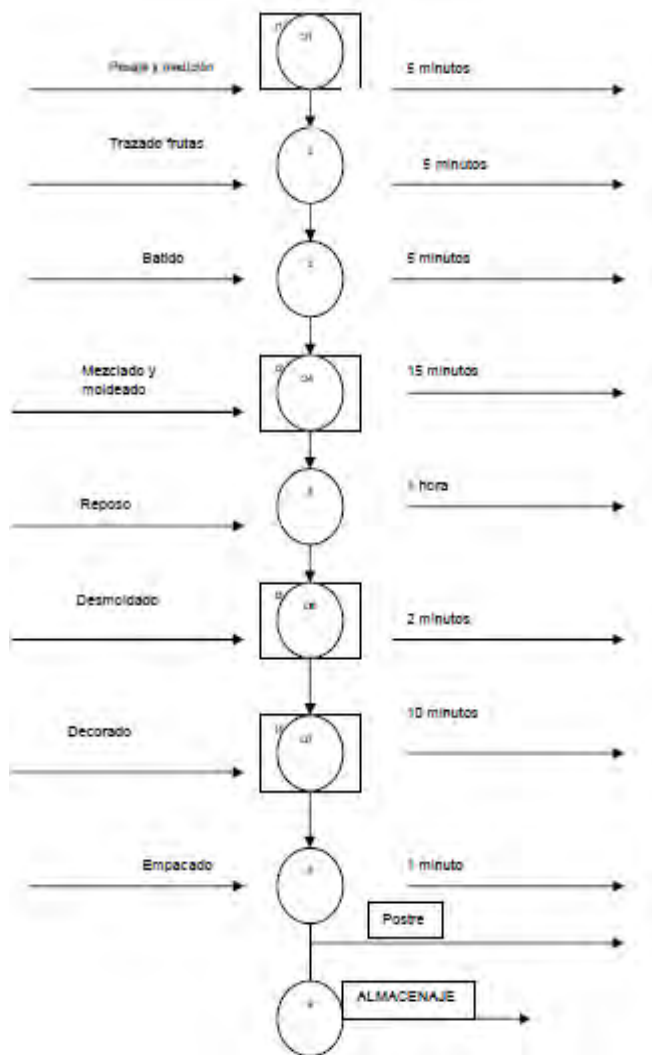 Pesaje y medición
5 minutos
Trazado frutas
5 minutos
Batido
5 minutos
Mezclado y
moldeado
15 minutos
Reposo
1 hora
Desmoldado
2 minutos
Decorado
10 minutos
Empacado
1 minuto
Postre
ALMACENAJE